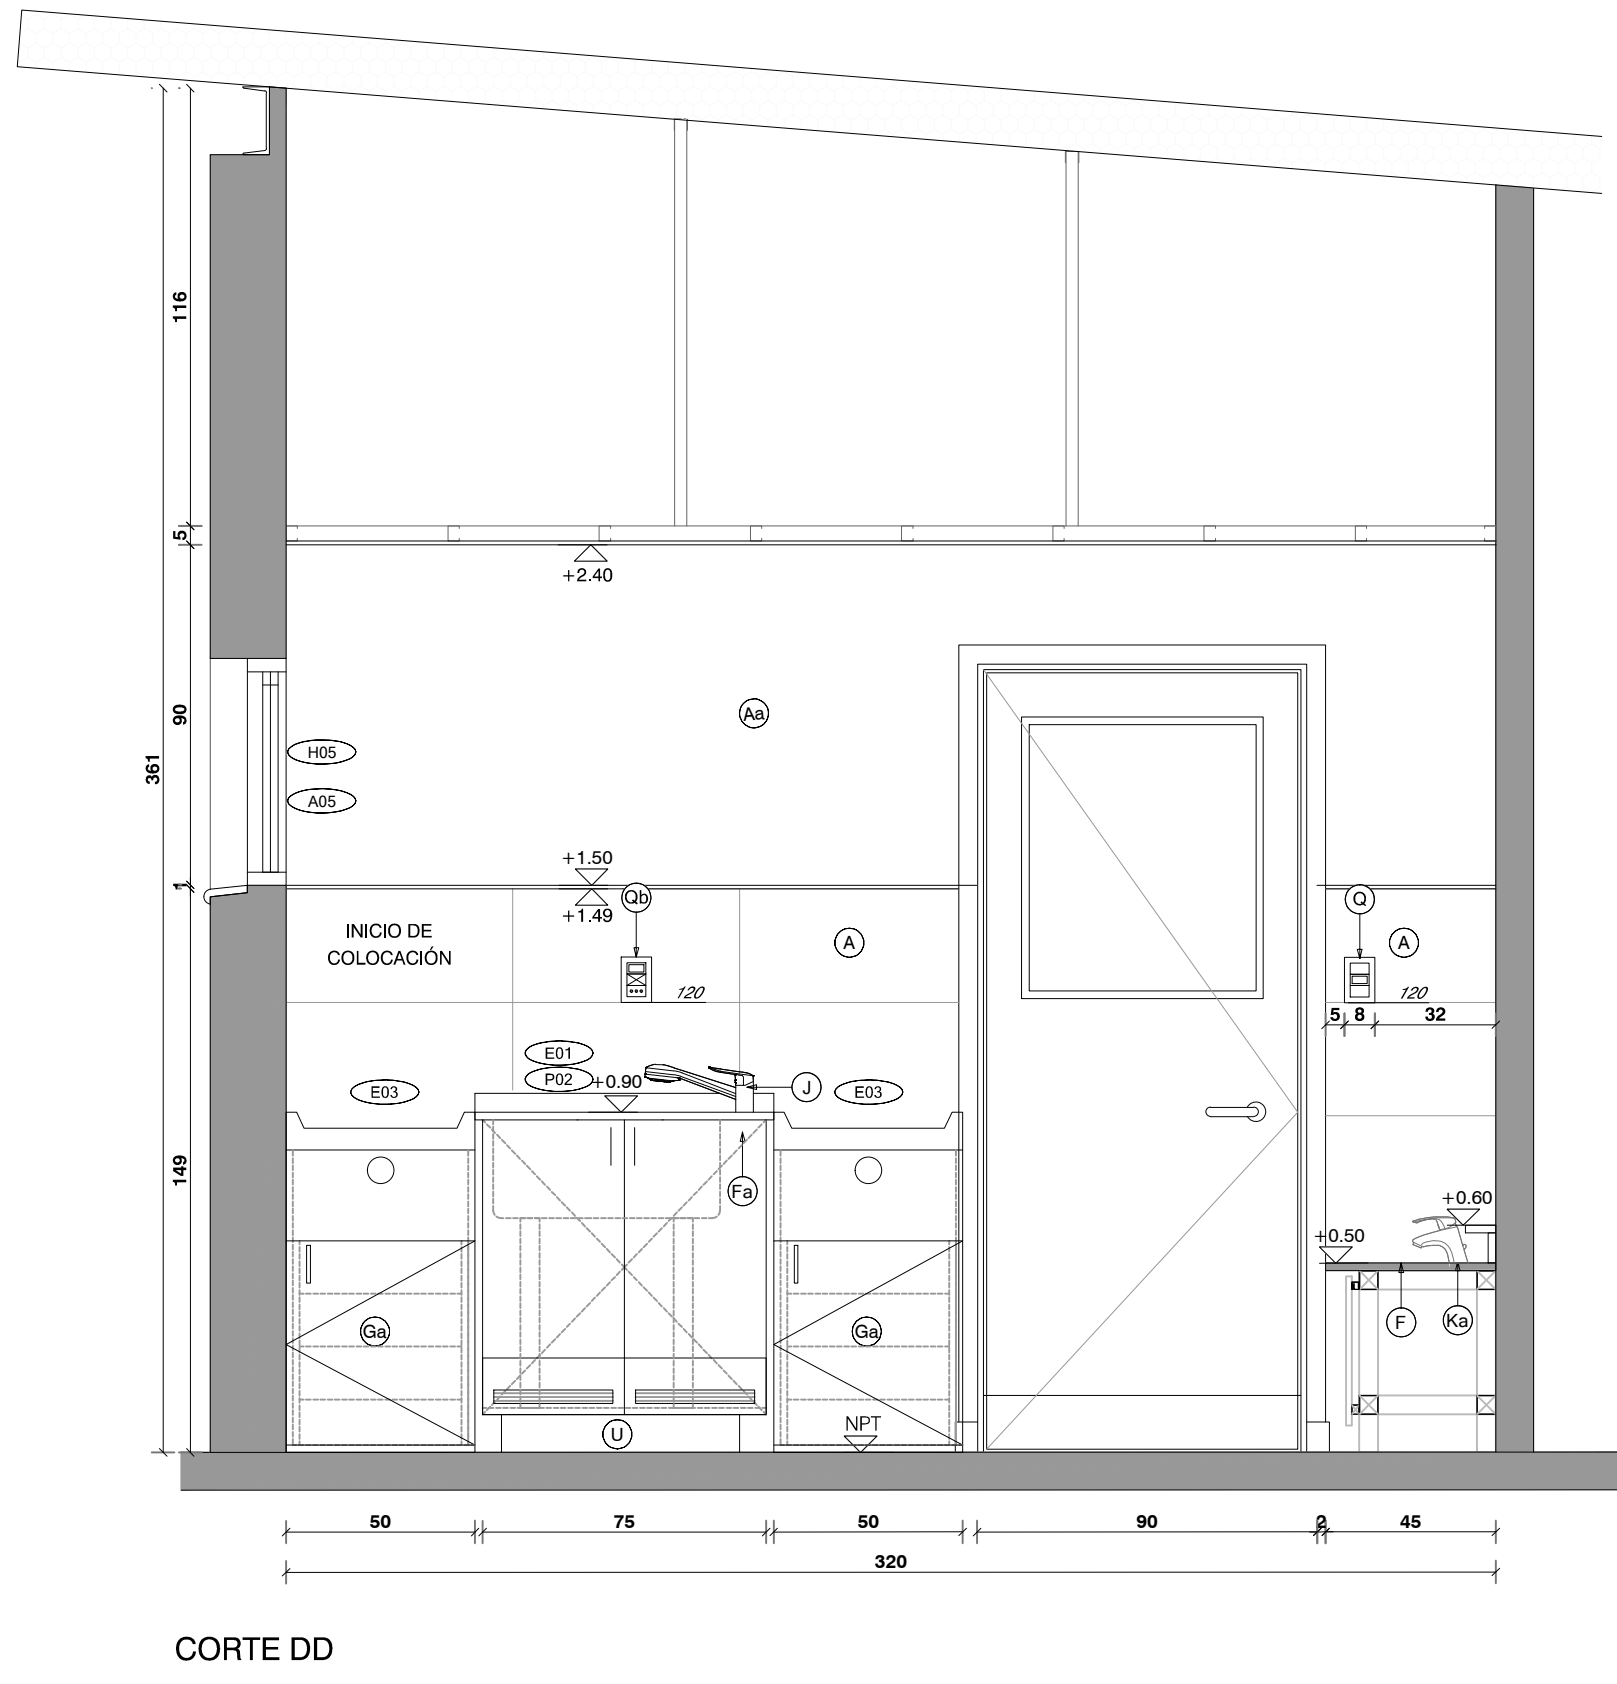 116
5
+2.40
90
361
Aa
H05
A05
+1.50
1
+1.49
Qb
Q
INICIO DE
COLOCACIÓN
A
A
120
120
5
8
32
E01
P02
+0.90
J
E03
E03
149
Fa
+0.60
+0.50
Ga
Ga
F
Ka
NPT
U
50
75
50
90
2
45
320
CORTE DD